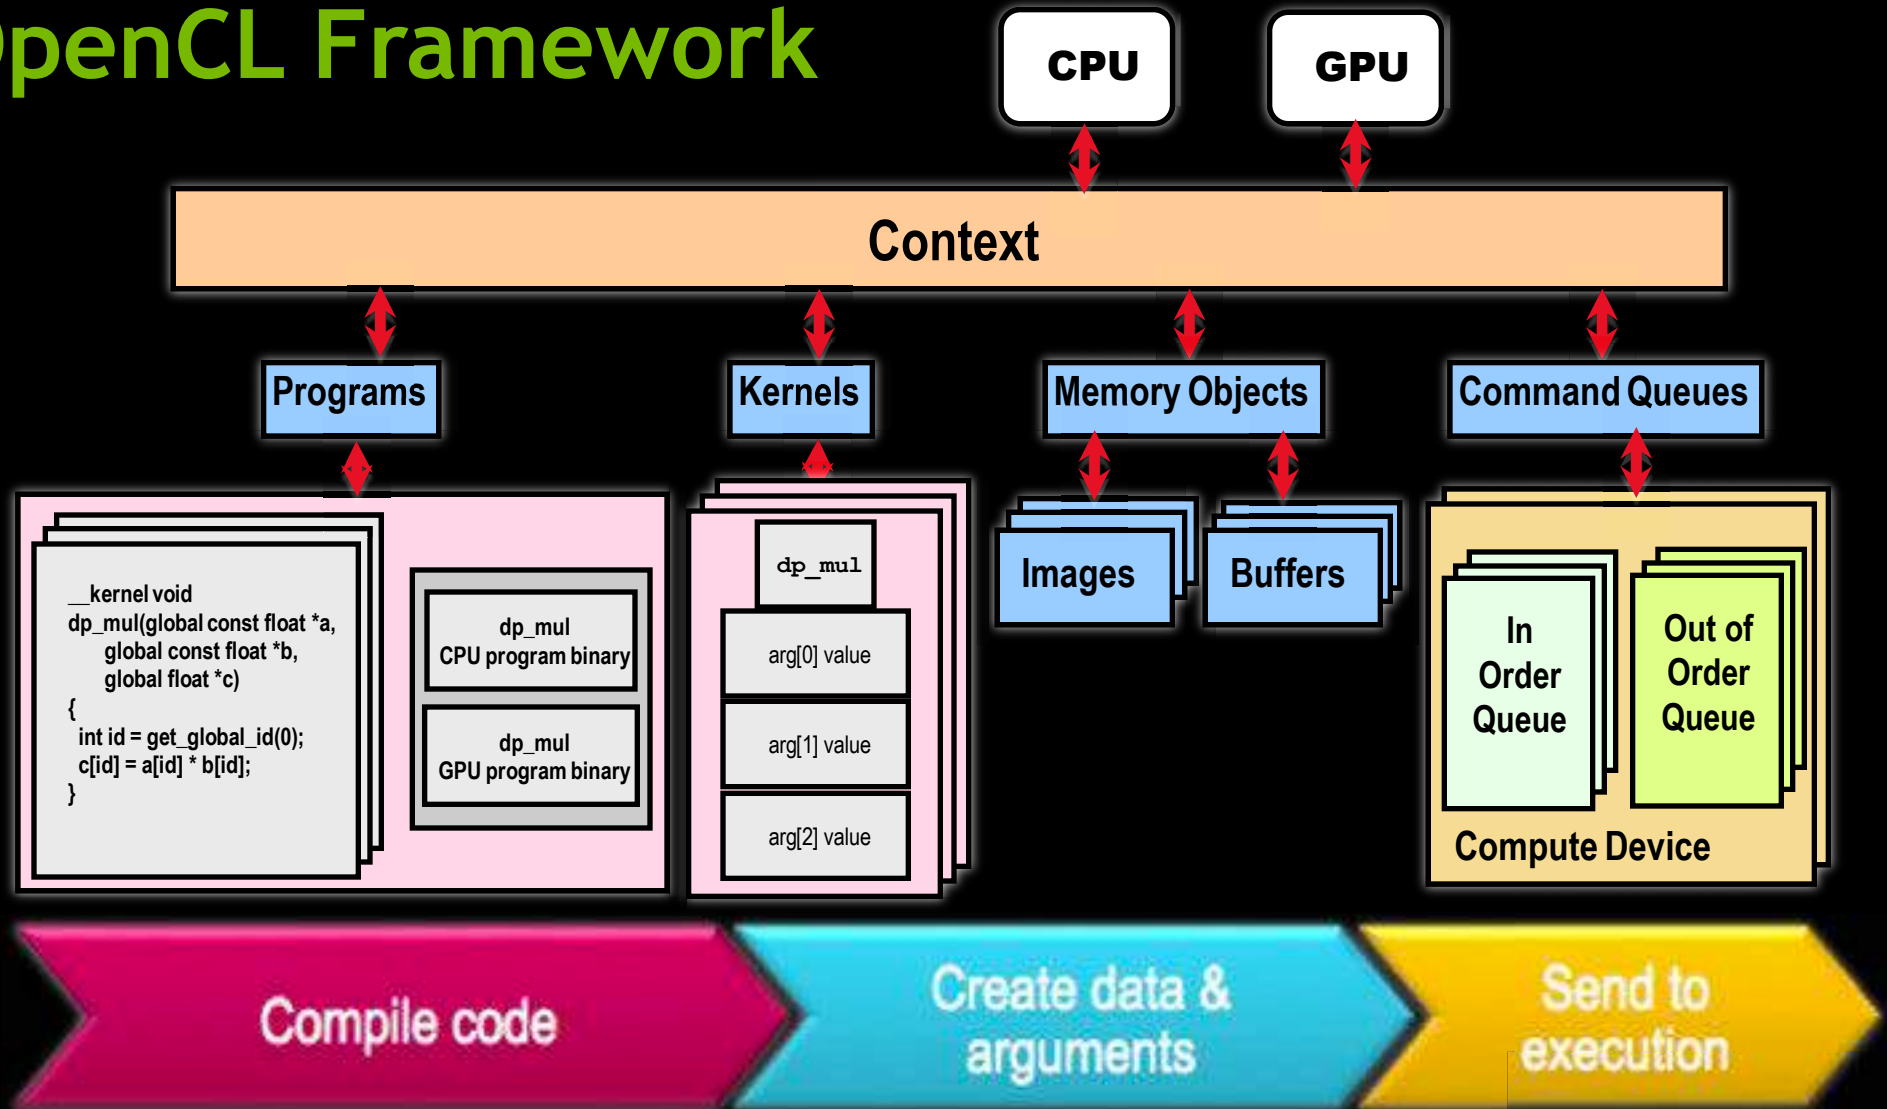 OpenCL Framework
CPU
GPU
Context
Programs
Kernels
Memory Objects
Command Queues
__kernel void
dp_mul(global const float *a,
global const float *b,
global float *c)
{
int id = get_global_id(0);
c[id] = a[id] * b[id];
}
dp_mul
CPU program binary
dp_mul
GPU program binary
dp_mul
arg[0] value
arg[1] value
arg[2] value
Images
Buffers
In
Order
Queue
Out of
Order
Queue
Compute Device
Compile code
Create data &
arguments
Send to
execution